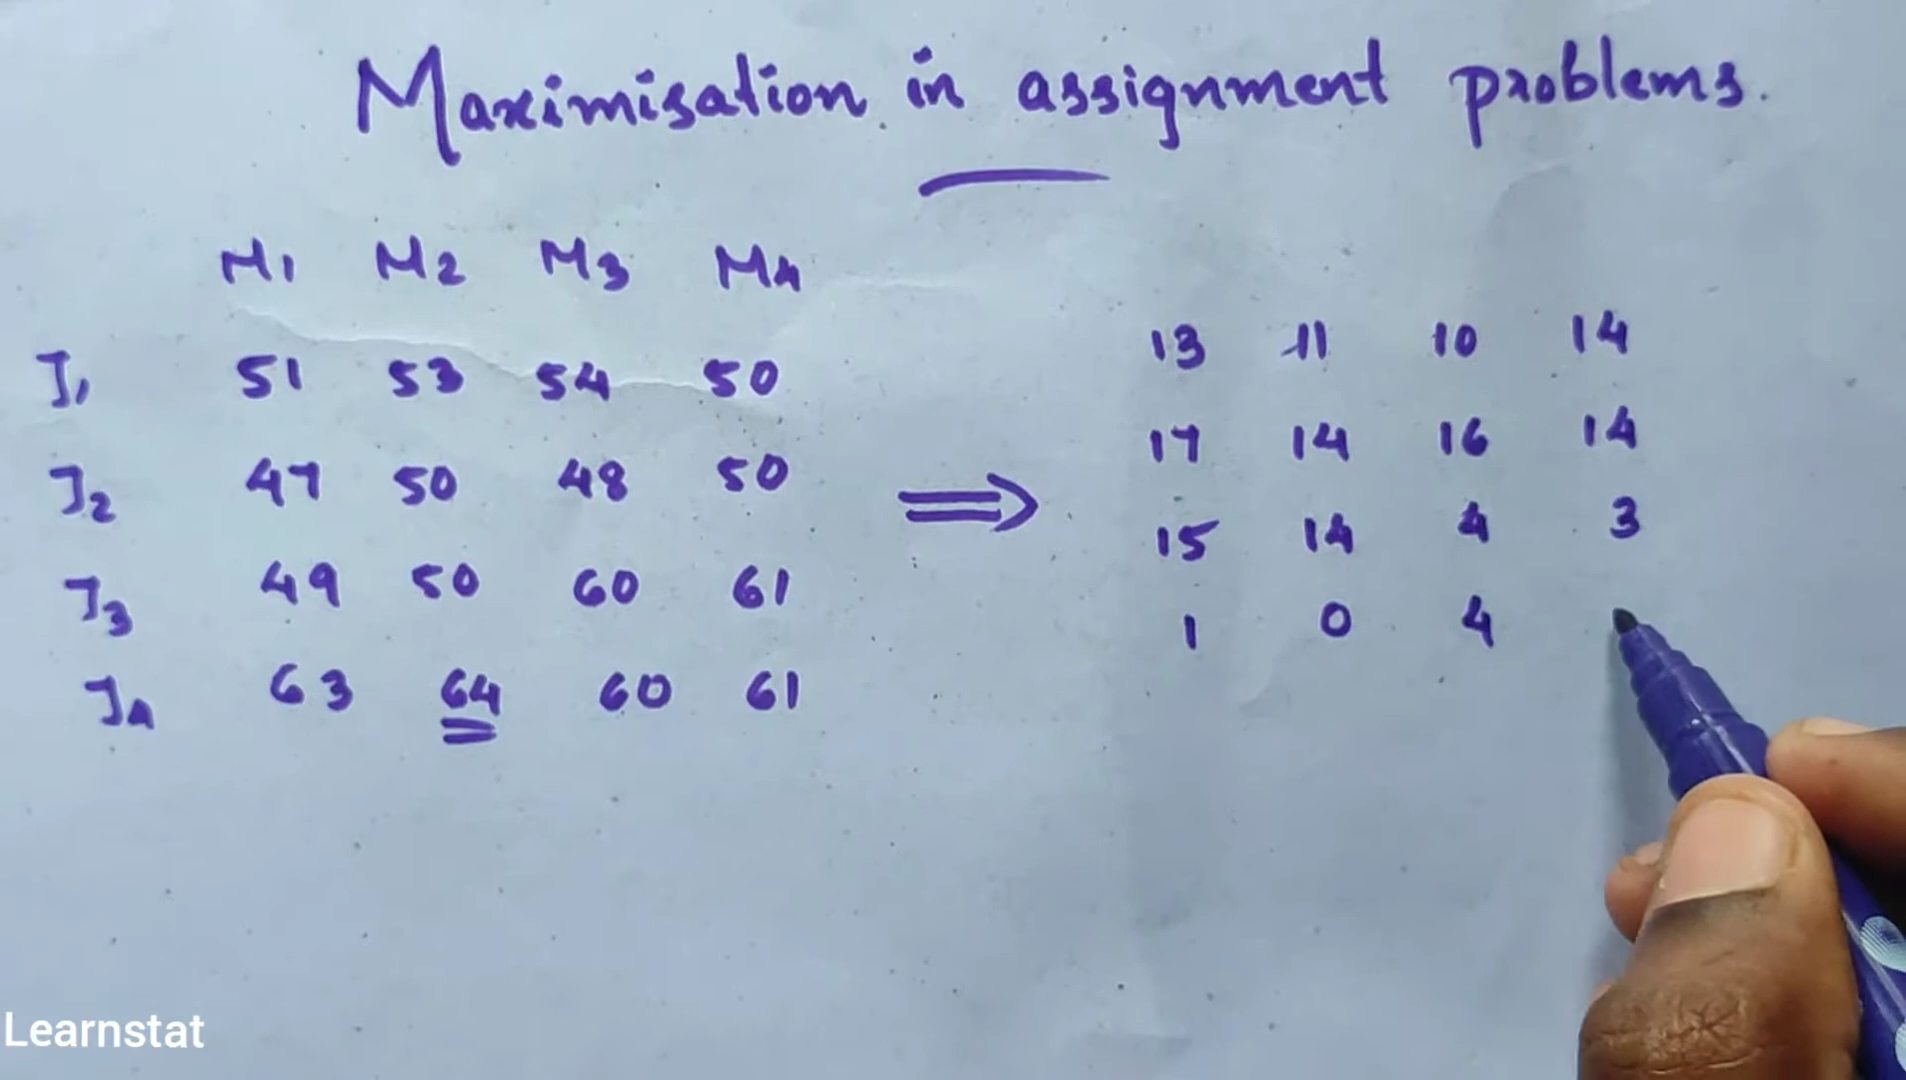 Maximisation in assignment problems.
M1 M2 M3 M4
J1 51 53 54 50
J2 47 50 48 50
J3 49 50 60 61
J4 63 64 60 61
⇒
13 11 10 14
17 14 16 14
15 14 4 3
1 0 4
Learnstat